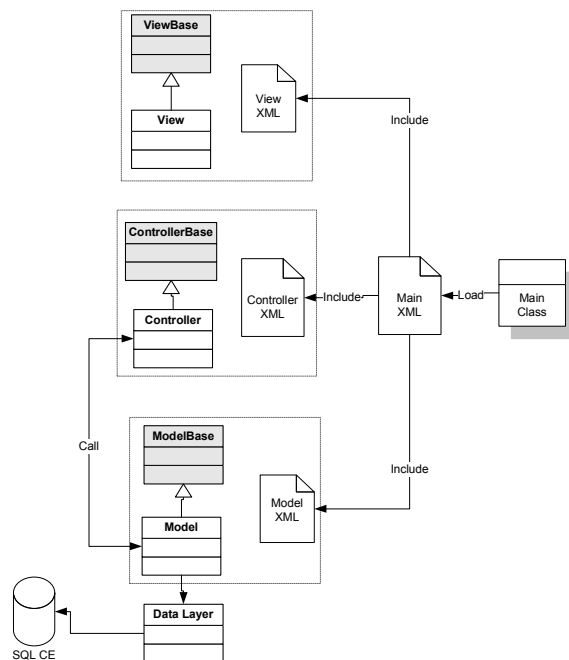 ViewBase
View
View
XML
Include
ControllerBase
Controller
Controller
XML
Include
Main
XML
Load
Main
Class
Call
ModelBase
Model
Model
XML
Include
Data Layer
SQL CE